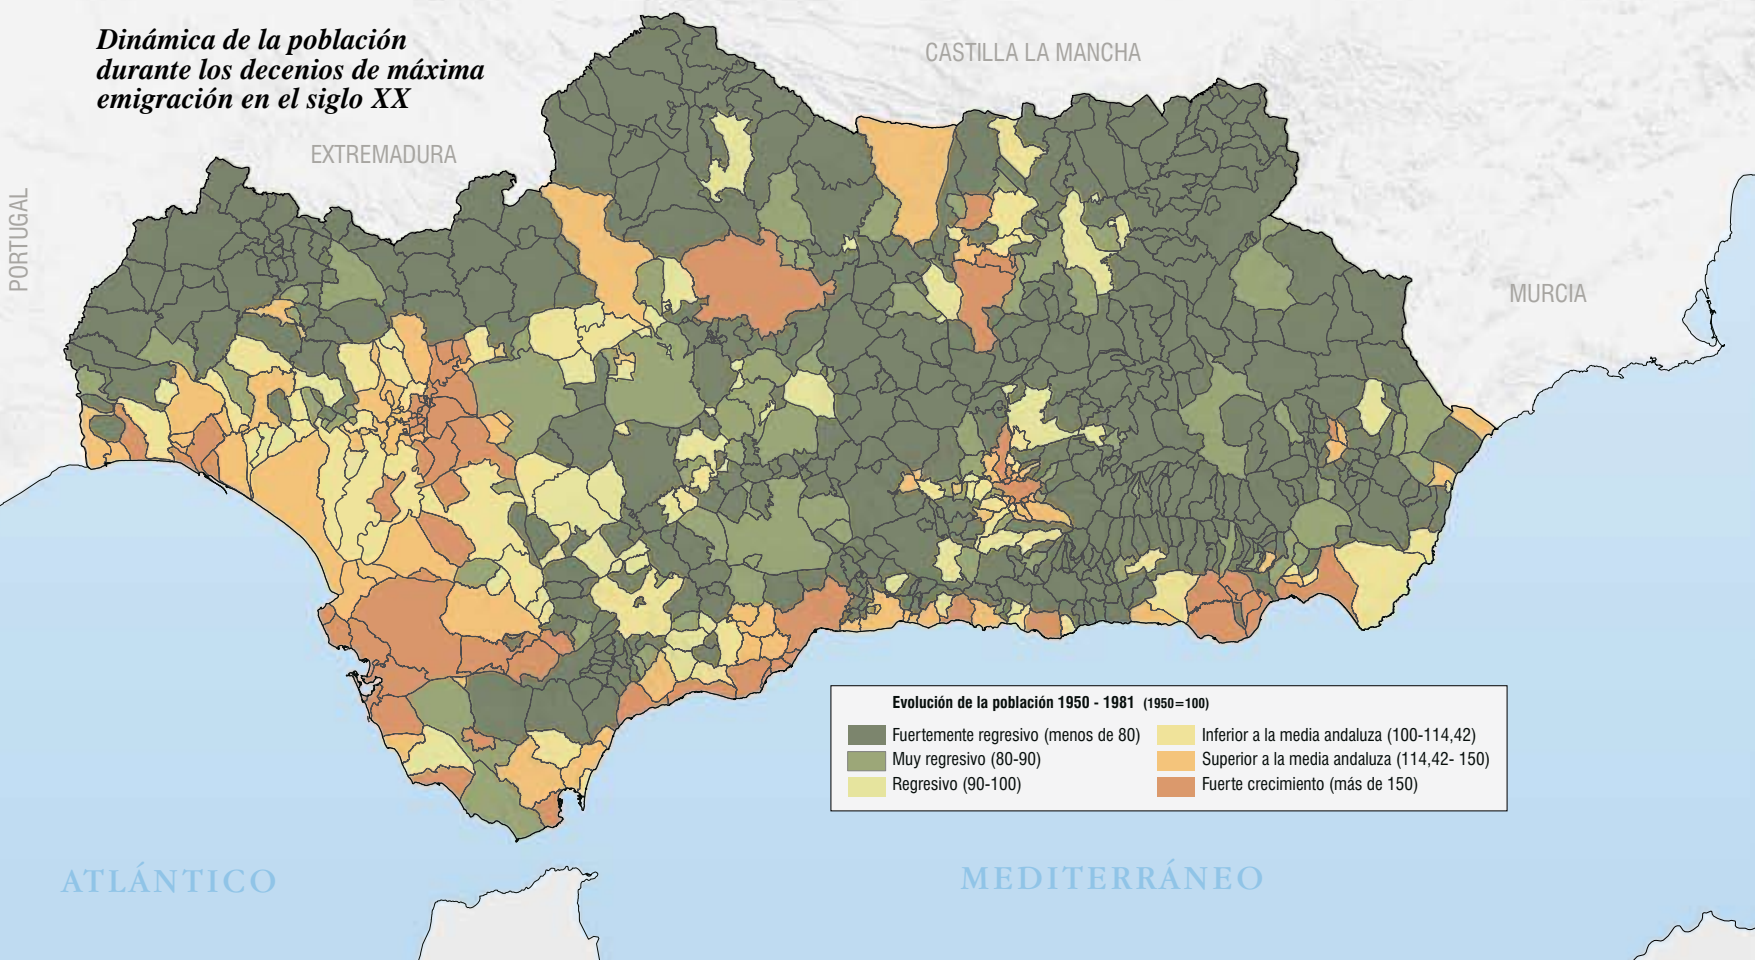 Dinámica de la población
durante los decenios de máxima
emigración en el siglo XX
CASTILLA LA MANCHA
EXTREMADURA
PORTUGAL
MURCIA
Evolución de la población 1950 - 1981 (1950=100)
Fuertemente regresivo (menos de 80)
Muy regresivo (80-90)
Regresivo (90-100)
Inferior a la media andaluza (100-114,42)
Superior a la media andaluza (114,42- 150)
Fuerte crecimiento (más de 150)
ATLÁNTICO
MEDITERRÁNEO